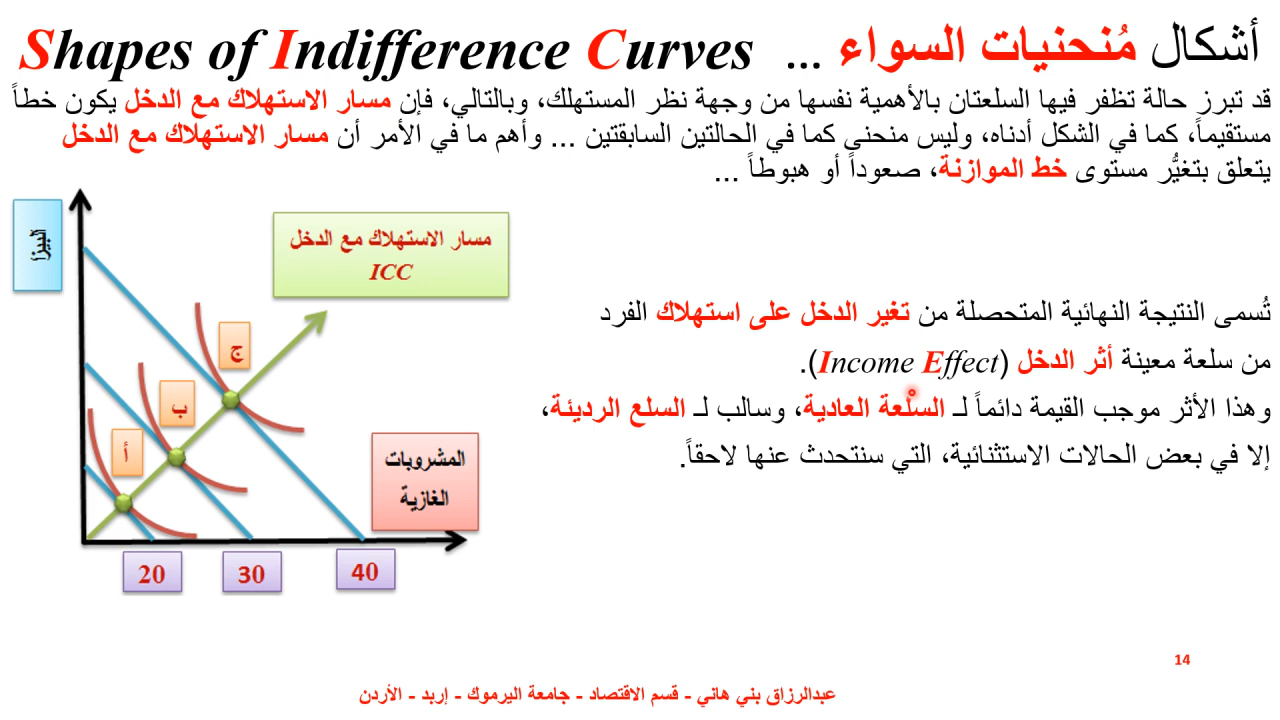 أشكال مُنحنيات السواء ... Shapes of Indifference Curves
قد تبرز حالة تظفر فيها السلعتان بالأهمية نفسها من وجهة نظر المستهلك، وبالتالي، فإن مسار الاستهلاك مع الدخل يكون خطاً
مستقيماً، كما في الشكل أدناه، وليس منحنى كما في الحالتين السابقتين ... وأهم ما في الأمر أن مسار الاستهلاك مع الدخل
يتعلق بتغيُّر مستوى خط الموازنة، صعوداً أو هبوطاً ...
البيزا
مسار الاستهلاك مع الدخل
ICC
ج
ب
أ
المشروبات
الغازية
20
30
40
تُسمى النتيجة النهائية المتحصلة من تغير الدخل على استهلاك الفرد
من سلعة معينة أثر الدخل (Income Effect).
وهذا الأثر موجب القيمة دائماً لـ السلعة العادية، وسالب لـ السلع الرديئة،
إلا في بعض الحالات الاستثنائية، التي سنتحدث عنها لاحقاً.
14
عبدالرزاق بني هاني - قسم الاقتصاد - جامعة اليرموك - إربد - الأردن